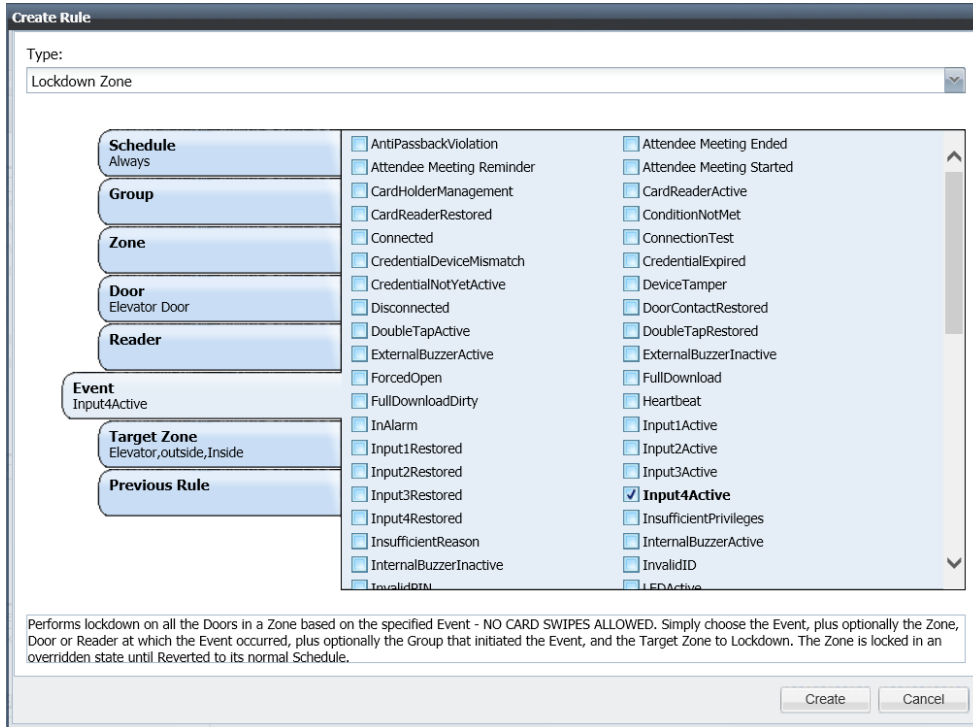 Create Rule
Type:
Lockdown Zone
Schedule
Always
Group
Zone
Door
Elevator Door
Reader
Event
Input4Active
Target Zone
Elevator,outside,Inside
Previous Rule
AntiPassbackViolation Attendee Meeting Ended
Attendee Meeting Reminder Attendee Meeting Started
CardHolderManagement CardReaderActive
CardReaderRestored ConditionNotMet
Connected ConnectionTest
CredentialDeviceMismatch CredentialExpired
CredentialNotYetActive DeviceTamper
Disconnected DoorContactRestored
DoubleTapActive DoubleTapRestored
ExternalBuzzerActive ExternalBuzzerInactive
ForcedOpen FullDownload
FullDownloadDirty Heartbeat
InAlarm Input1Active
Input1Restored Input2Active
Input2Restored Input3Active
Input3Restored Input4Active
Input4Restored InsufficientPrivileges
InsufficientReason InternalBuzzerActive
InternalBuzzerInactive InvalidID
InvalidPIN LEDActive
Performs lockdown on all the Doors in a Zone based on the specified Event - NO CARD SWIPES ALLOWED. Simply choose the Event, plus optionally the Zone,
Door or Reader at which the Event occurred, plus optionally the Group that initiated the Event, and the Target Zone to Lockdown. The Zone is locked in an
overridden state until Reverted to its normal Schedule.
Create Cancel